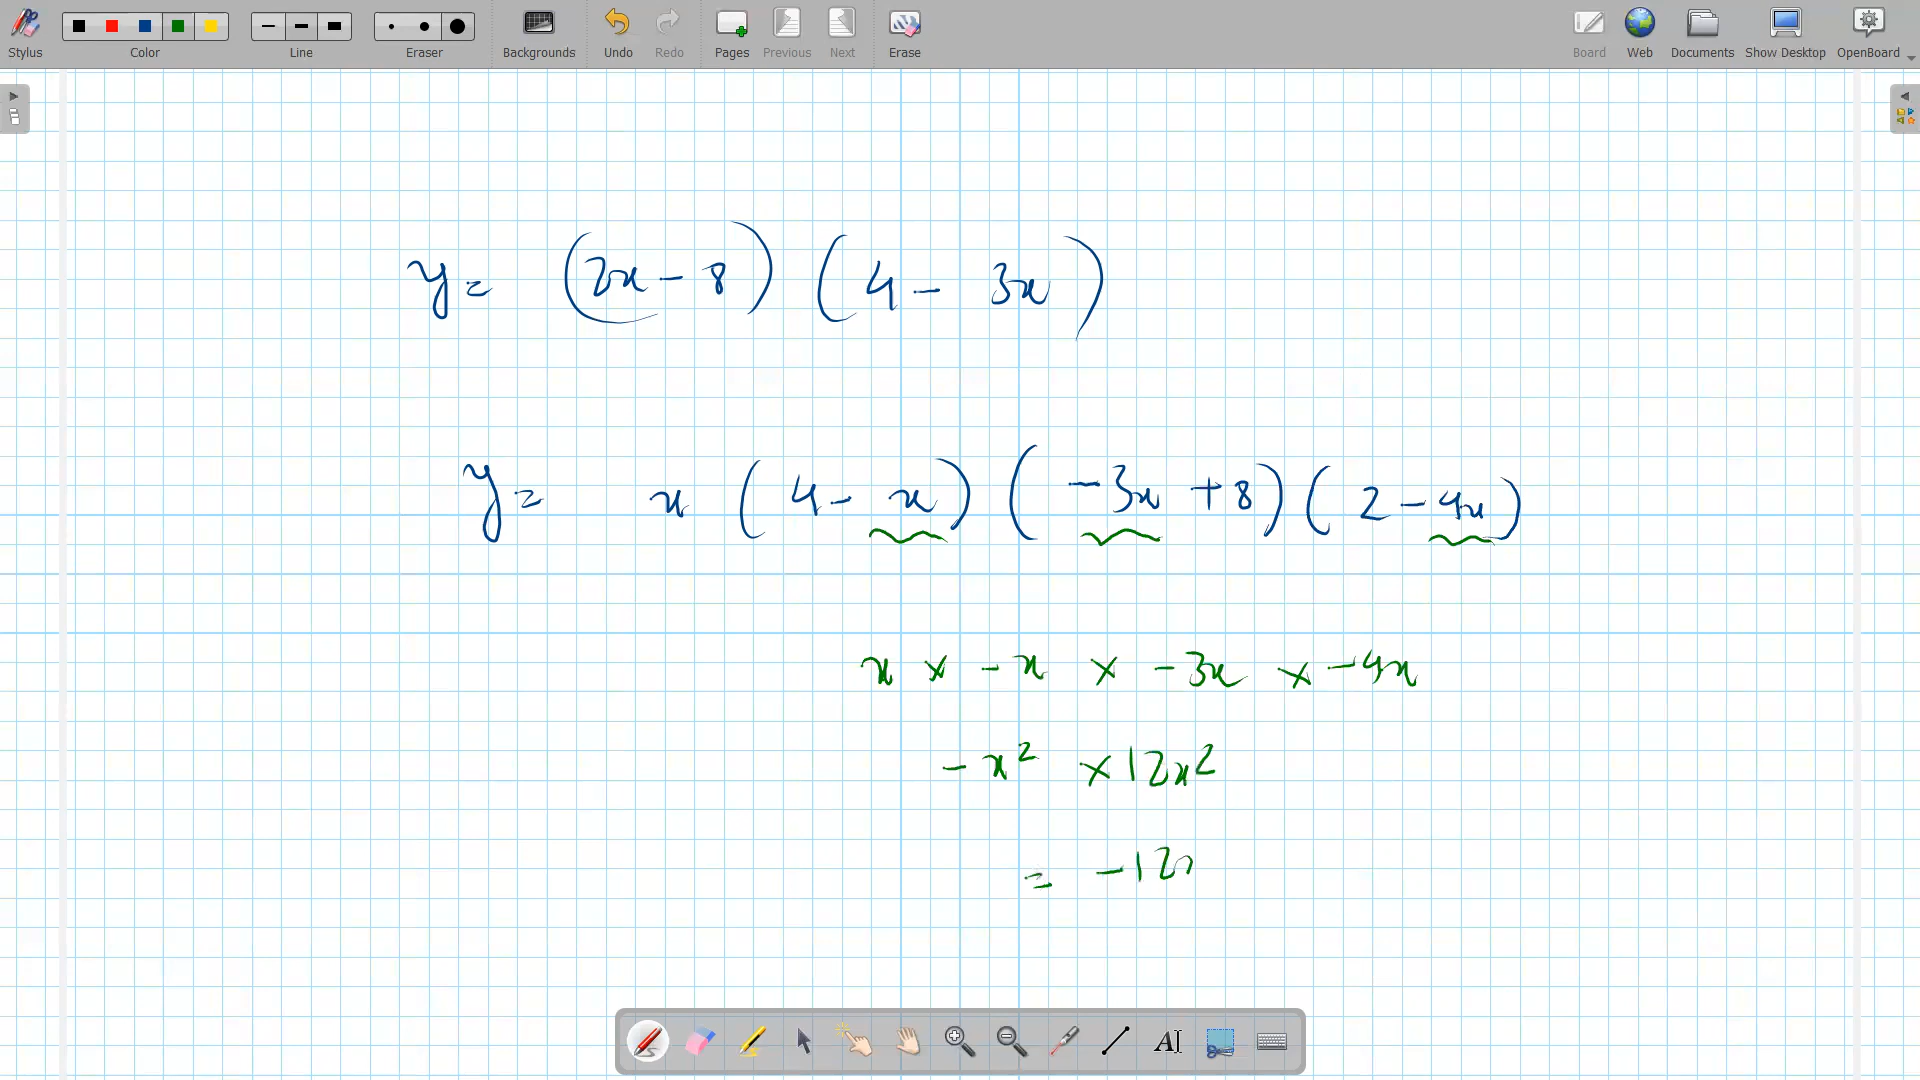 Stylus Color Line Eraser Backgrounds Undo Redo Pages Previous Next Erase Board Web Documents Show Desktop OpenBoard
y = (2x - 8) (4 - 3x)
y = x (4 - x) (-3x + 8) (2 - 4x)
x × -x × -3x × -4x
-x² × 12x²
= -12